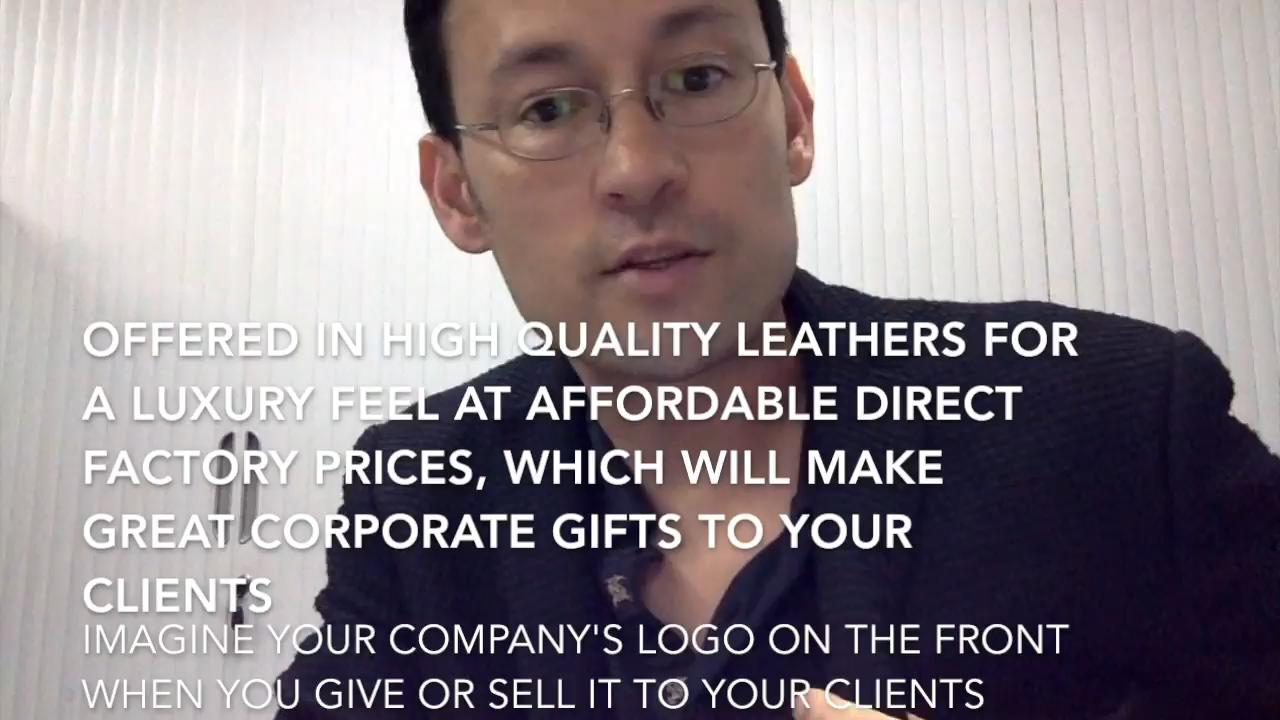 OFFERED IN HIGH QUALITY LEATHERS FOR
A LUXURY FEEL AT AFFORDABLE DIRECT
FACTORY PRICES, WHICH WILL MAKE
GREAT CORPORATE GIFTS TO YOUR
CLIENTS
IMAGINE YOUR COMPANY'S LOGO ON THE FRONT
WHEN YOU GIVE OR SELL IT TO YOUR CLIENTS